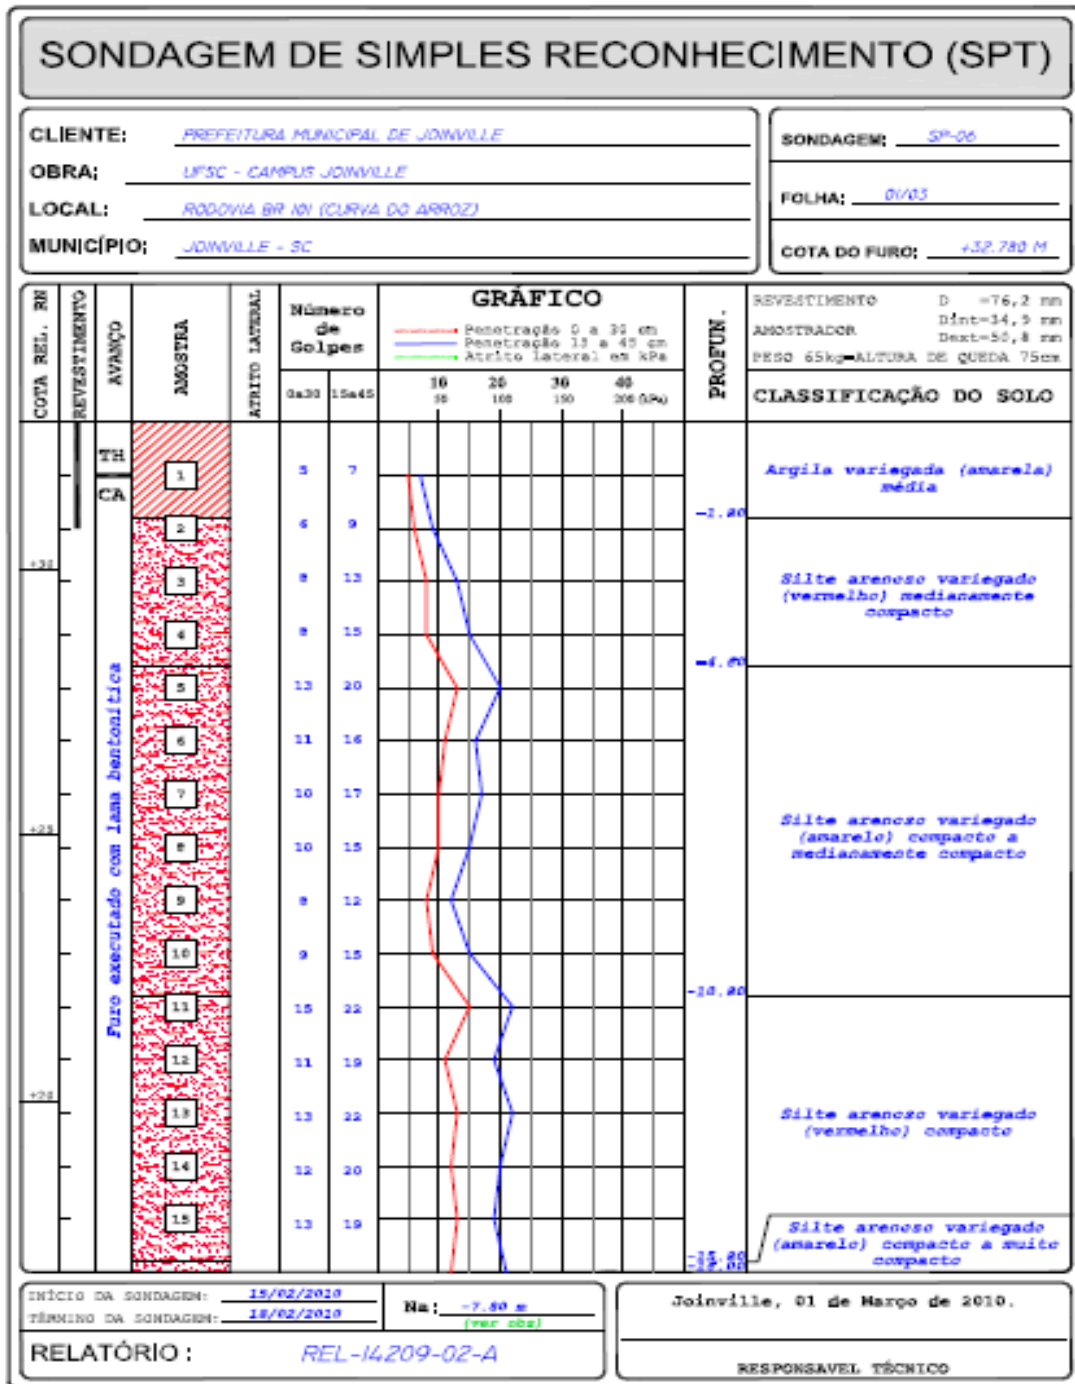 SONDAGEM DE SIMPLES RECONHECIMENTO (SPT)
CLIENTE: PREFEITURA MUNICIPAL DE JOINVILLE
OBRA: UFSC - CAMPUS JOINVILLE
LOCAL: RODOVIA BR 101 (CURVA DO ARROZ)
MUNICÍPIO: JOINVILLE - SC
SONDAGEM: SP-06
FOLHA: 01/03
COTA DO FURO: +32.780 M
COTA REL. RN
REVESTIMENTO
AVANÇO
AMOSTRA
ATRITO LATERAL
Número de Golpes
0a30 15a45
GRÁFICO
Penetração 0 a 30 cm
Penetração 15 a 45 cm
Atrito lateral em kPa
10 20 30 40
50 100 150 200 (kPa)
PROFUN.
REVESTIMENTO D =76,2 mm
AMOSTRADOR Dint=34,9 mm
Dext=50,8 mm
PESO 65kg=ALTURA DE QUEDA 75cm
CLASSIFICAÇÃO DO SOLO
TH
CA
Furo executado com lama bentonítica
+30
+25
+20
1 5 7
2 6 9
3 8 13
4 8 15
5 13 20
6 11 16
7 10 17
8 10 15
9 8 12
10 9 15
11 15 22
12 11 19
13 13 22
14 12 20
15 13 19
-1.80
-10.80
Argila variegada (amarela)
média
Silte arenoso variegado
(vermelho) medianamente
compacto
Silte arenoso variegado
(amarelo) compacto a
medianamente compacto
Silte arenoso variegado
(vermelho) compacto
Silte arenoso variegado
(amarelo) compacto a muito
compacto
INÍCIO DA SONDAGEM: 15/02/2010
TÉRMINO DA SONDAGEM: 18/02/2010
Na: -7.80 m
(ver obs)
RELATÓRIO : REL-14209-02-A
Joinville, 01 de Março de 2010.
RESPONSAVEL TÉCNICO